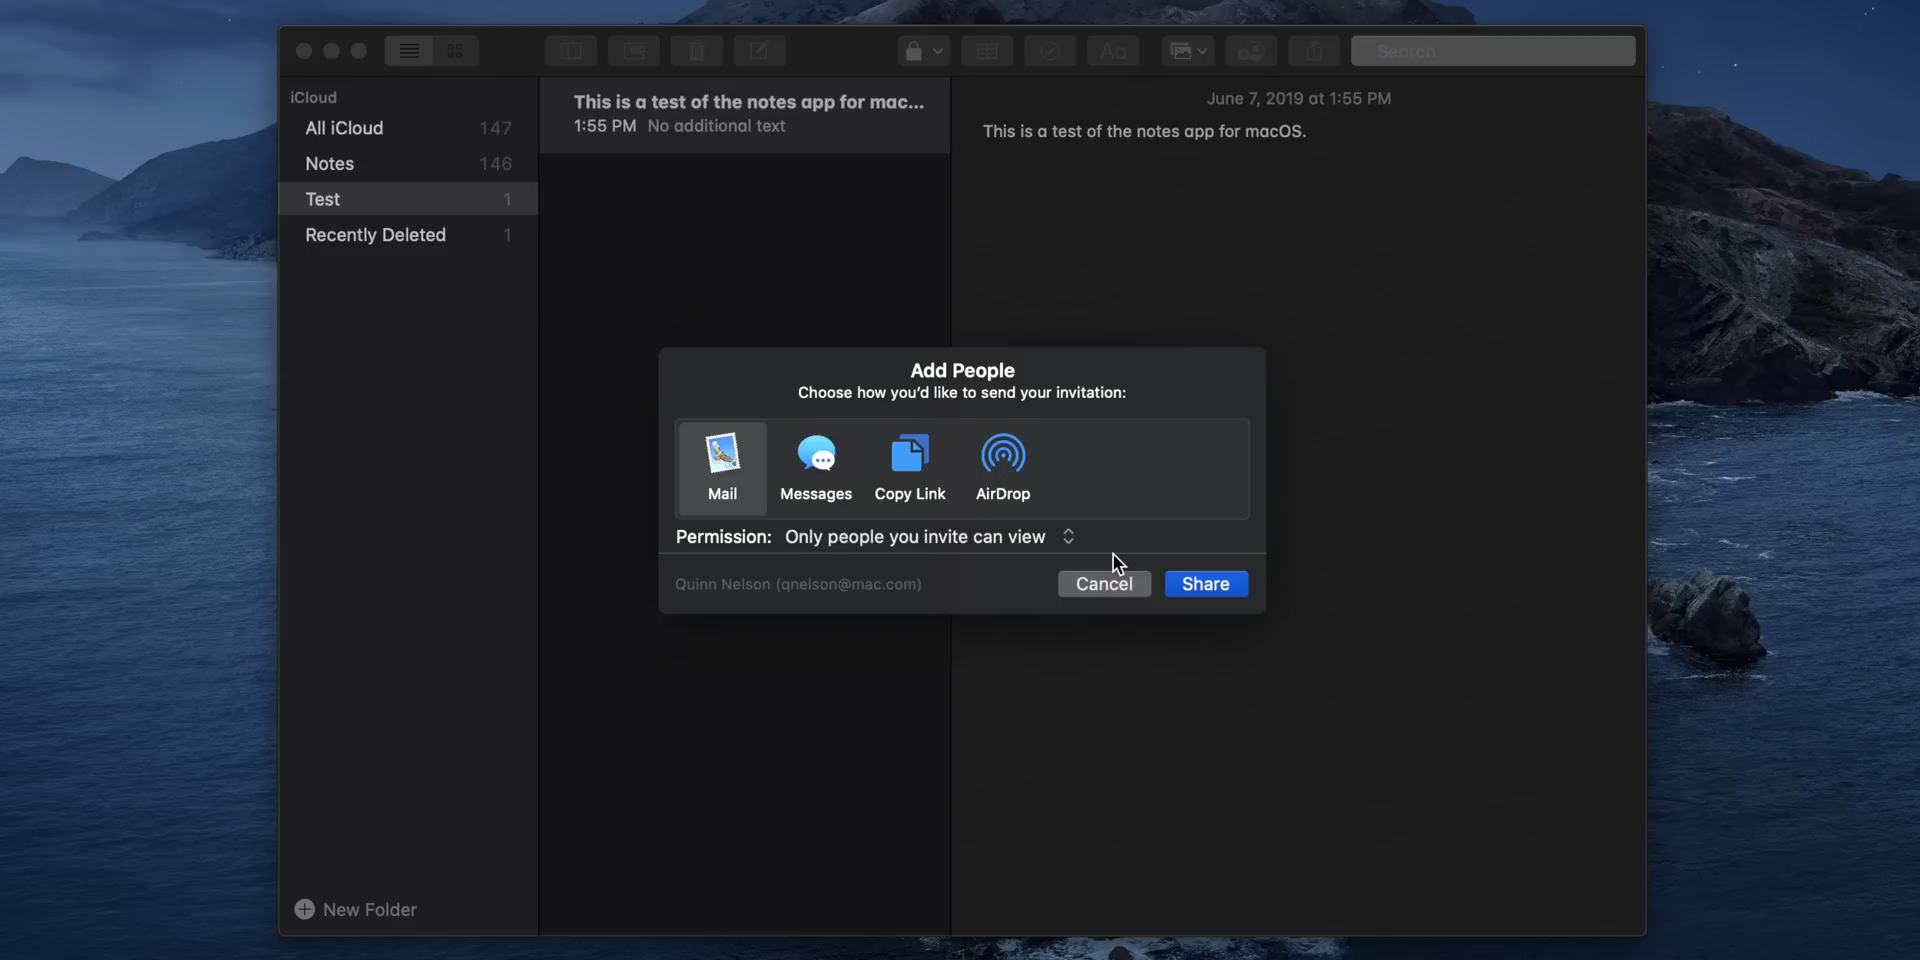 Search
iCloud
All iCloud 147
Notes 146
Test 1
Recently Deleted 1
New Folder
This is a test of the notes app for mac...
1:55 PM No additional text
Aa
June 7, 2019 at 1:55 PM
This is a test of the notes app for macOS.
Add People
Choose how you'd like to send your invitation:
Mail Messages Copy Link AirDrop
Permission: Only people you invite can view
Quinn Nelson (qnelson@mac.com) Cancel Share